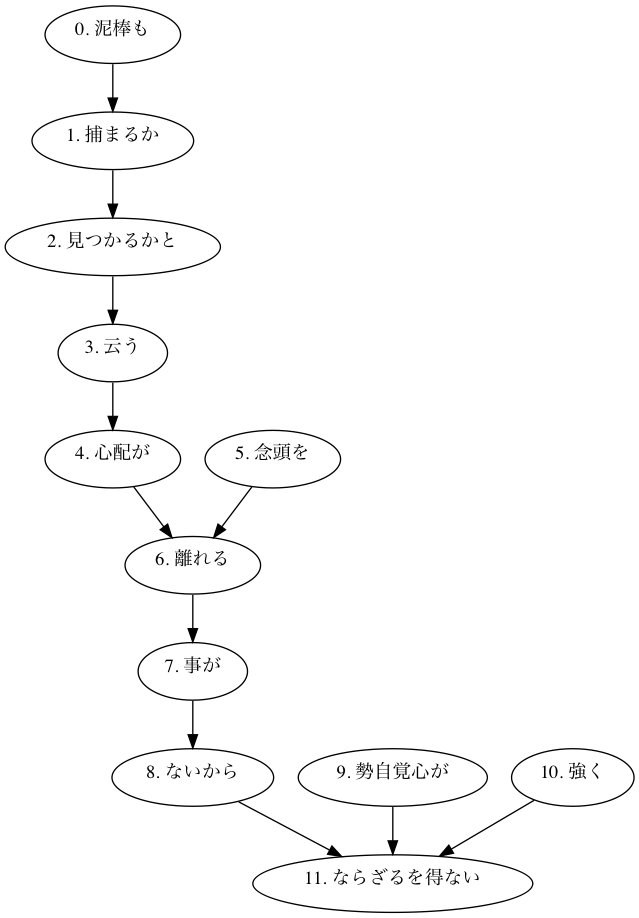 0. 泥棒も
1. 捕まるか
2. 見つかるかと
3. 云う
4. 心配が
5. 念頭を
6. 離れる
7. 事が
8. ないから
9. 勢自覚心が
10. 強く
11. ならざるを得ない